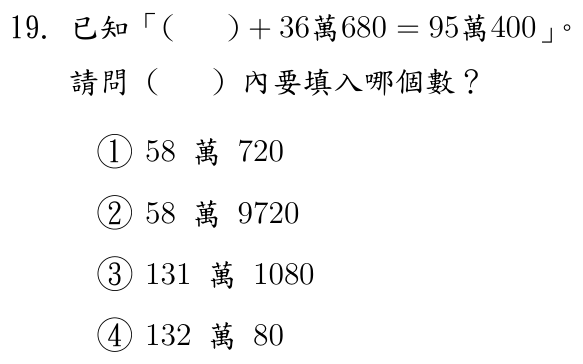 19. 已知「(　　)+36萬680=95萬400」。
請問（　　）內要填入哪個數？
① 58 萬 720
② 58 萬 9720
③ 131 萬 1080
④ 132 萬 80